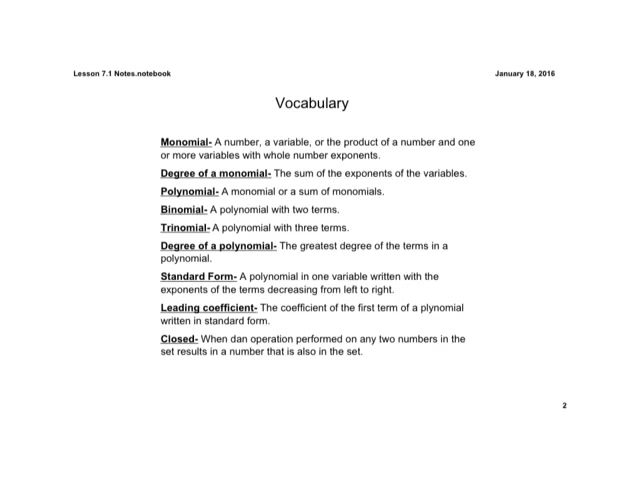 Lesson 7.1 Notes.notebook
January 18, 2016
Vocabulary
Monomial- A number, a variable, or the product of a number and one
or more variables with whole number exponents.
Degree of a monomial- The sum of the exponents of the variables.
Polynomial- A monomial or a sum of monomials.
Binomial- A polynomial with two terms.
Trinomial- A polynomial with three terms.
Degree of a polynomial- The greatest degree of the terms in a
polynomial.
Standard Form- A polynomial in one variable written with the
exponents of the terms decreasing from left to right.
Leading coefficient- The coefficient of the first term of a plynomial
written in standard form.
Closed- When dan operation performed on any two numbers in the
set results in a number that is also in the set.
2